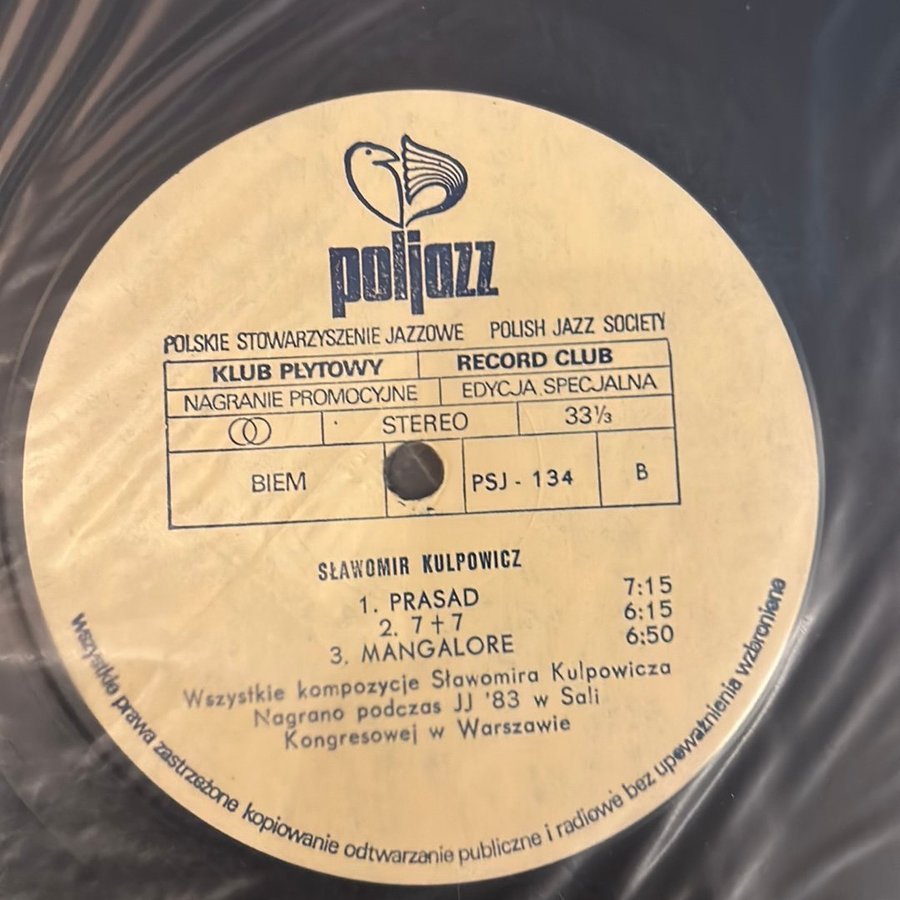 poljazz
POLSKIE STOWARZYSZENIE JAZZOWE POLISH JAZZ SOCIETY
KLUB PŁYTOWY RECORD CLUB
NAGRANIE PROMOCYJNE EDYCJA SPECJALNA
STEREO 33⅓
BIEM PSJ - 134 B
SŁAWOMIR KULPOWICZ
1. PRASAD 7:15
2. 7+7 6:15
3. MANGALORE 6:50
Wszystkie kompozycje Sławomira Kulpowicza
Nagrano podczas JJ '83 w Sali
Kongresowej w Warszawie
Wszystkie prawa zastrzeżone kopiowanie odtwarzanie publiczne i radiowe bez upoważnienia wzbronione